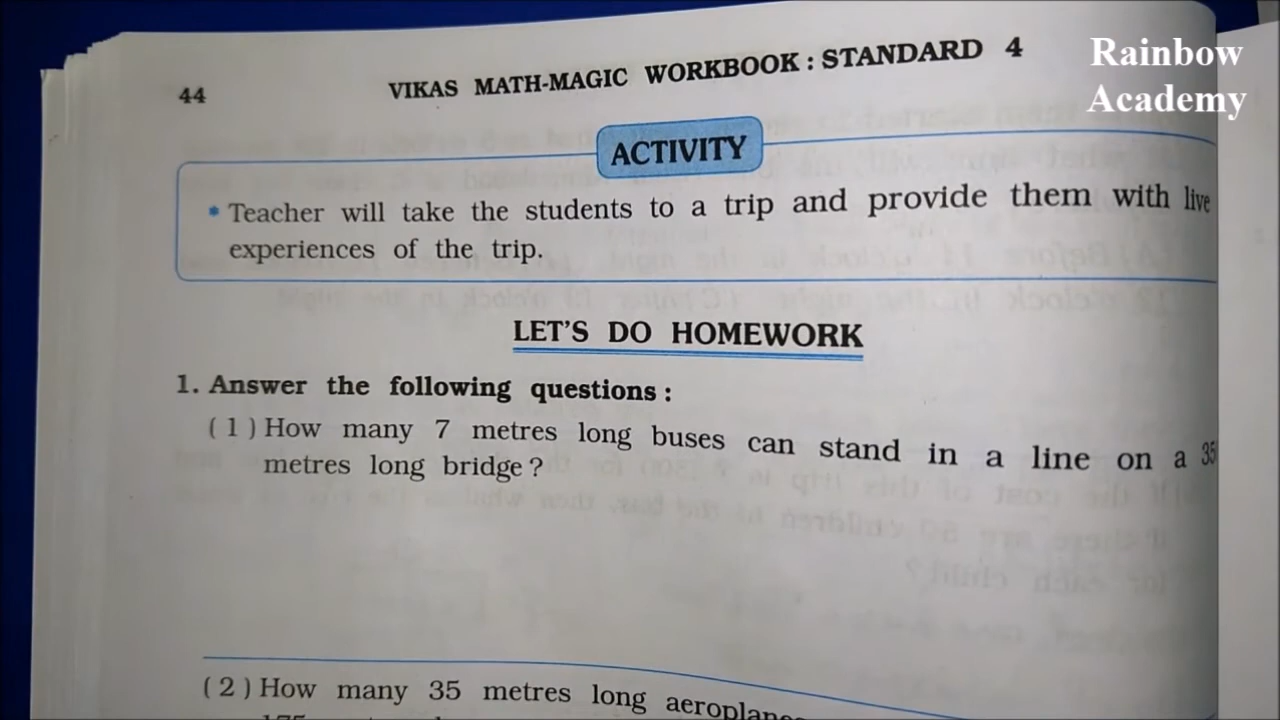 Rainbow
Academy
44
VIKAS MATH-MAGIC WORKBOOK : STANDARD 4
ACTIVITY
* Teacher will take the students to a trip and provide them with live
experiences of the trip.
LET'S DO HOMEWORK
1. Answer the following questions :
( 1 ) How many 7 metres long buses can stand in a line on a 35
metres long bridge ?
( 2 ) How many 35 metres long